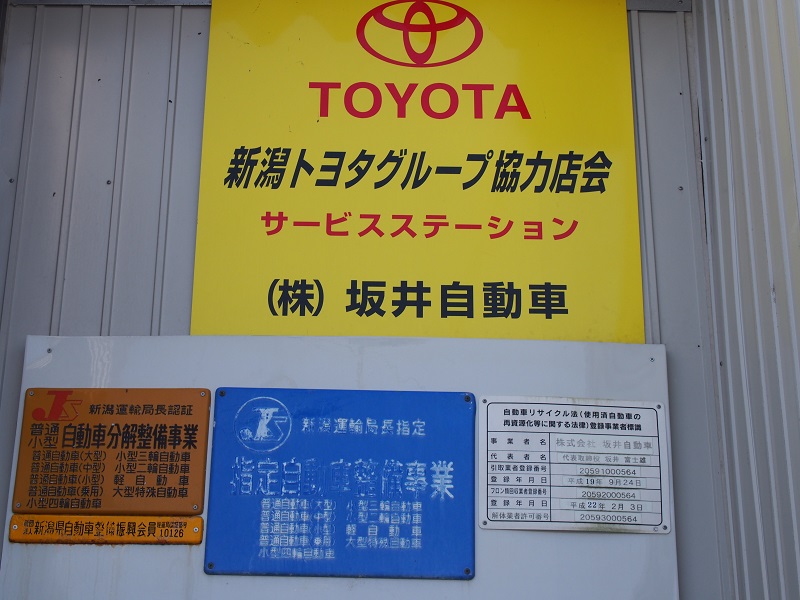 TOYOTA
新潟トヨタグループ協力店会
サービスステーション
(株) 坂井自動車
新潟運輸局長認証
普通 小型 自動車分解整備事業
普通自動車(大型) 小型三輪自動車
普通自動車(中型) 小型二輪自動車
普通自動車(小型) 軽自動車
普通自動車(乗用) 大型特殊自動車
小型四輪自動車
新潟県自動車整備振興会員
10126
新潟運輸局長指定
指定自動車整備事業
普通自動車(大型) 小型三輪自動車
普通自動車(中型) 小型二輪自動車
普通自動車(小型) 軽自動車
普通自動車(乗用) 大型特殊自動車
小型四輪自動車
自動車リサイクル法(使用済自動車の
再資源化等に関する法律)登録事業者標識
事業者名 株式会社 坂井自動車
代表者名 代表取締役 坂井 富士雄
引取業者登録番号 20591000564
登録年月日 平成19年 9月24日
フロン類回収業者登録番号 20592000564
登録年月日 平成22年 2月 3日
解体業者許可番号 20593000564